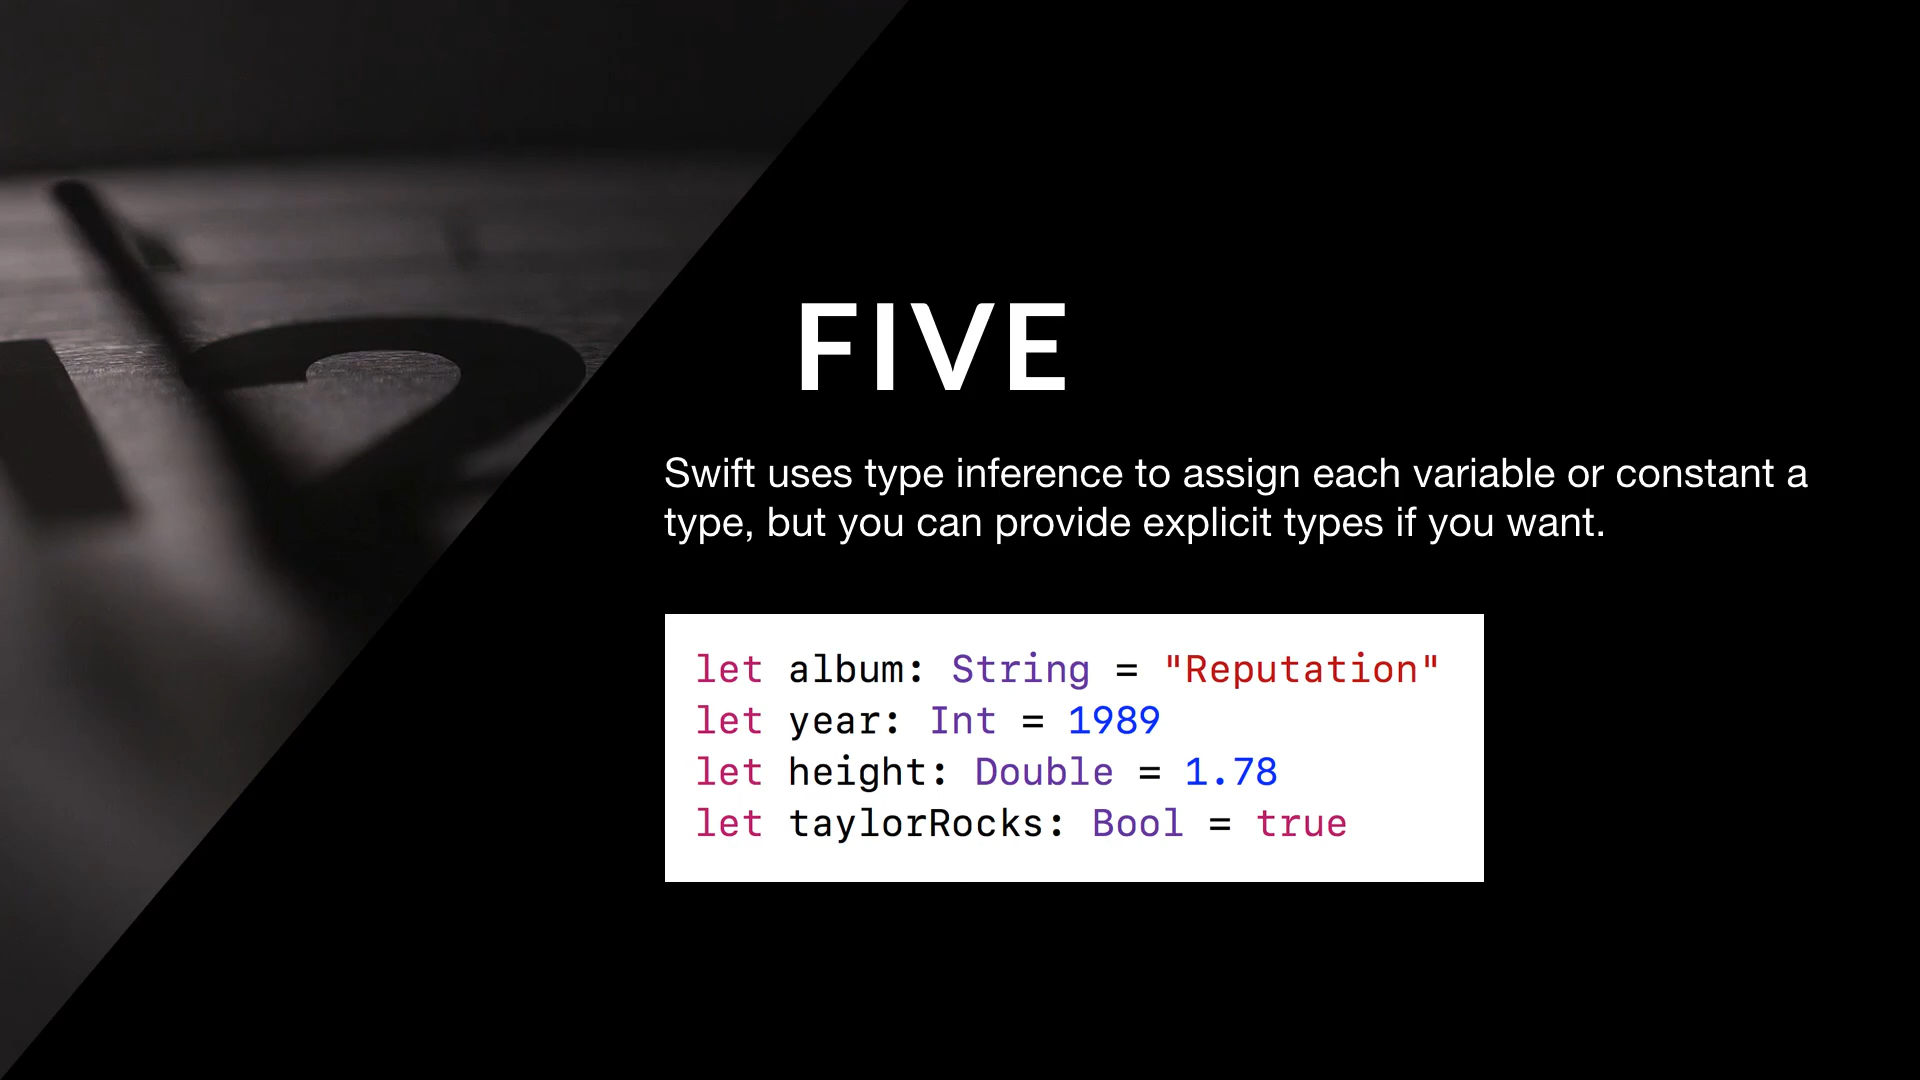 FIVE
Swift uses type inference to assign each variable or constant a
type, but you can provide explicit types if you want.
let album: String = "Reputation"
let year: Int = 1989
let height: Double = 1.78
let taylorRocks: Bool = true